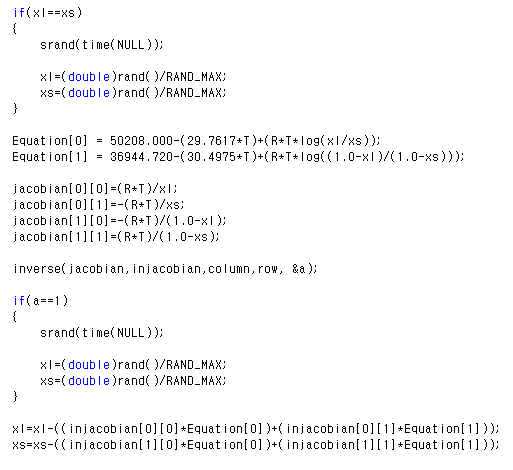 if(xl==xs)
{
    srand(time(NULL));

    xl=(double)rand()/RAND_MAX;
    xs=(double)rand()/RAND_MAX;
}

Equation[0] = 50208.000-(29.7617*T)+(R*T*log(xl/xs));
Equation[1] = 36944.720-(30.4975*T)+(R*T*log((1.0-xl)/(1.0-xs)));

jacobian[0][0]=(R*T)/xl;
jacobian[0][1]=-(R*T)/xs;
jacobian[1][0]=-(R*T)/(1.0-xl);
jacobian[1][1]=(R*T)/(1.0-xs);

inverse(jacobian,injacobian,column,row, &a);

if(a==1)
{
    srand(time(NULL));

    xl=(double)rand()/RAND_MAX;
    xs=(double)rand()/RAND_MAX;
}

xl=xl-((injacobian[0][0]*Equation[0])+(injacobian[0][1]*Equation[1]));
xs=xs-((injacobian[1][0]*Equation[0])+(injacobian[1][1]*Equation[1]));